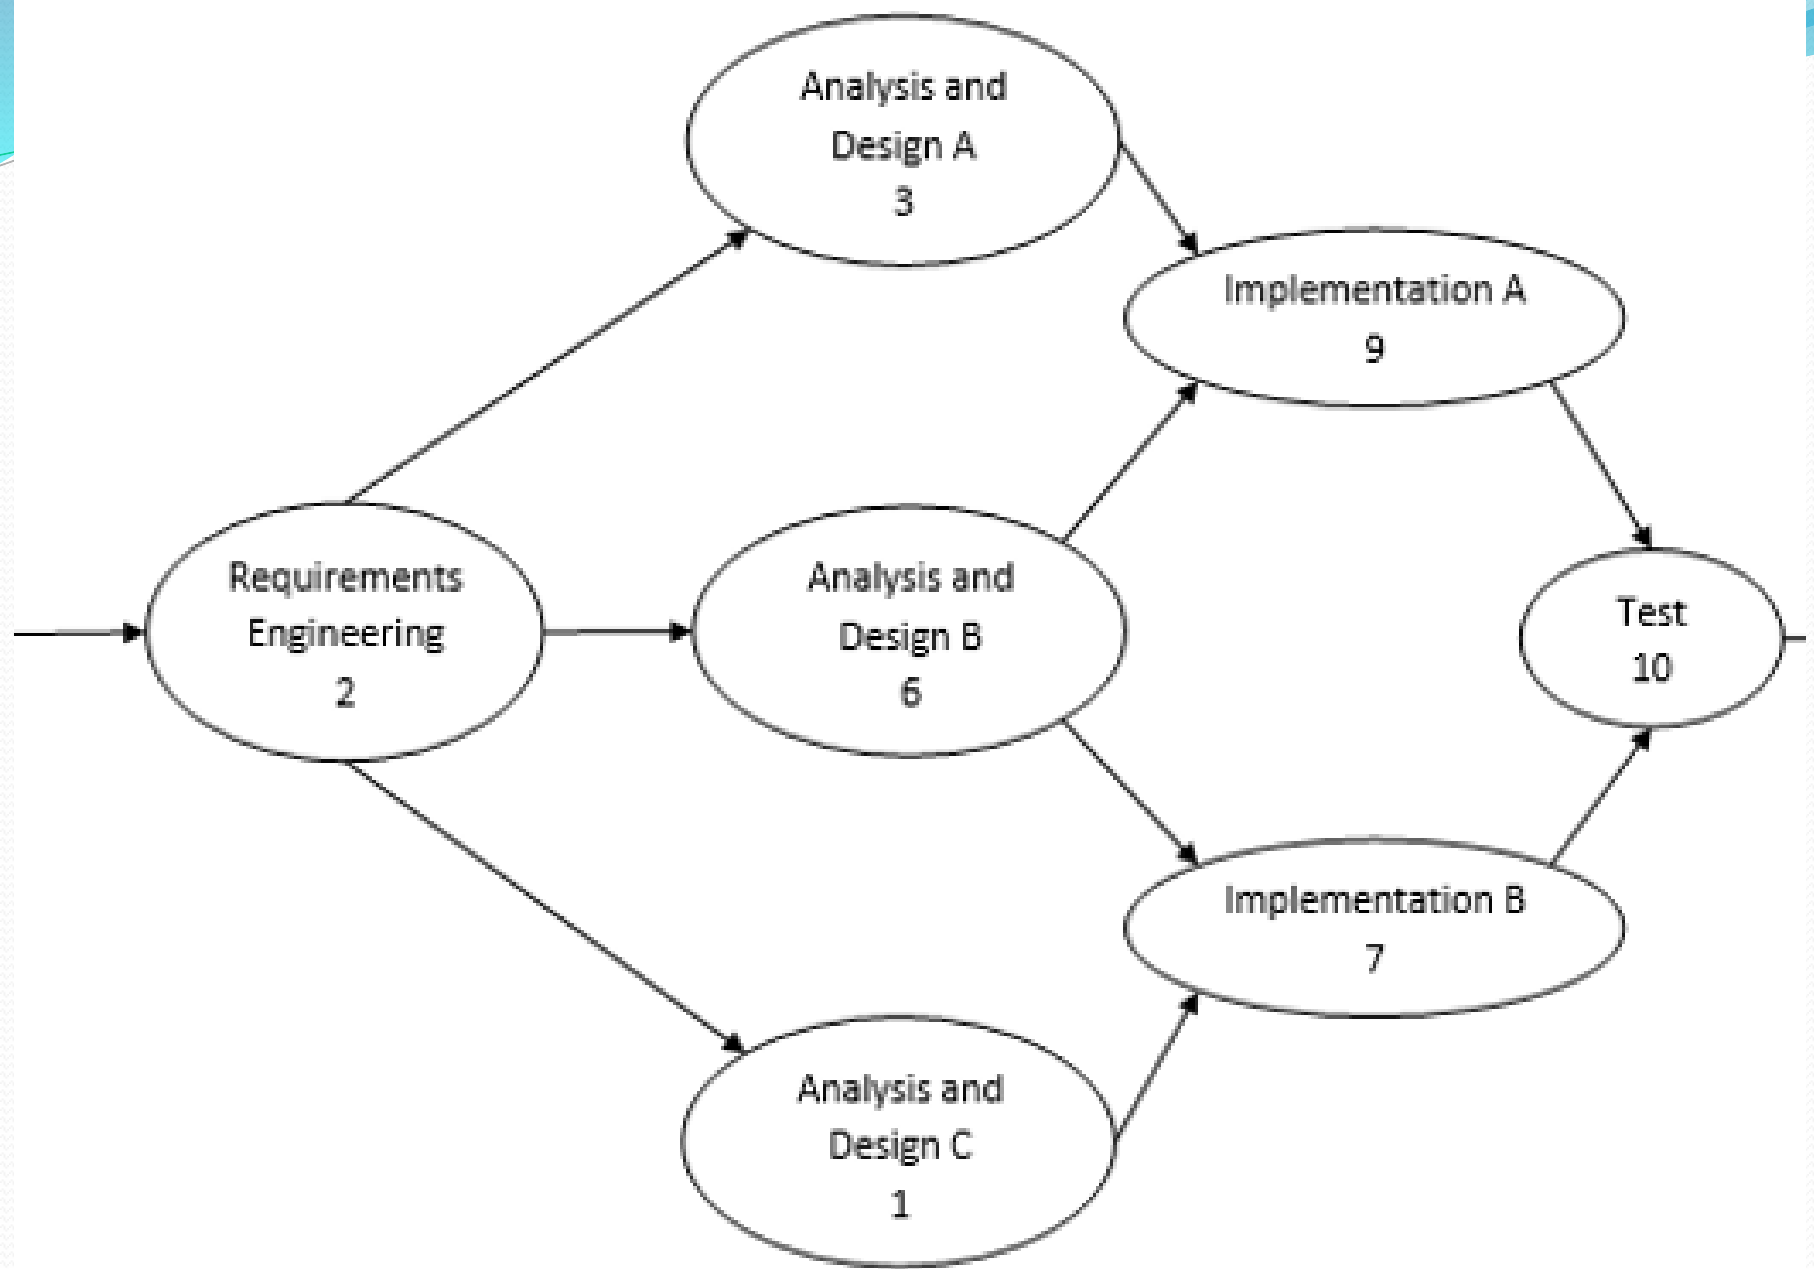 Analysis and
Design A
3
Implementation A
9
Requirements
Engineering
2
Analysis and
Design B
6
Test
10
Implementation B
7
Analysis and
Design C
1